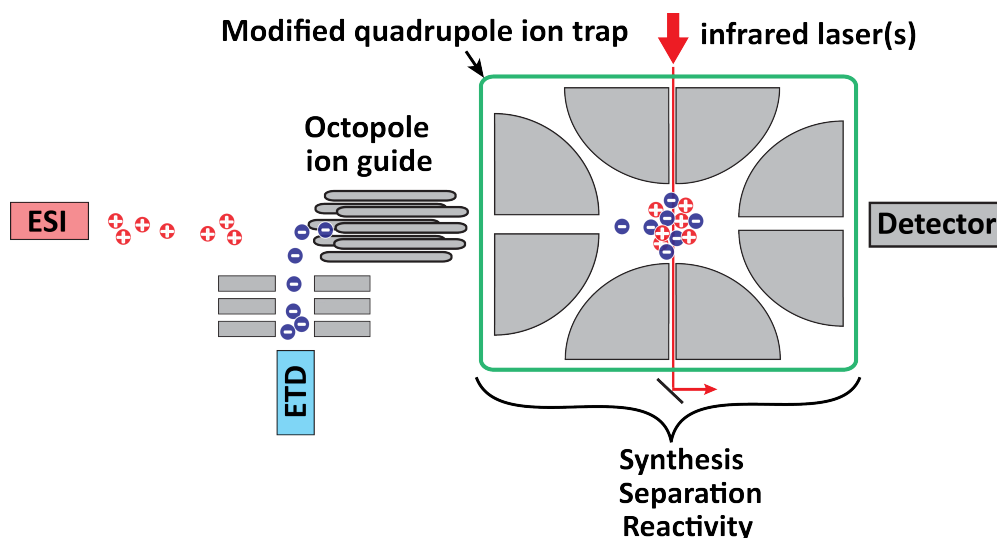 Modified quadrupole ion trap
infrared laser(s)
Octopole
ion guide
ESI
Detector
ETD
Synthesis
Separation
Reactivity